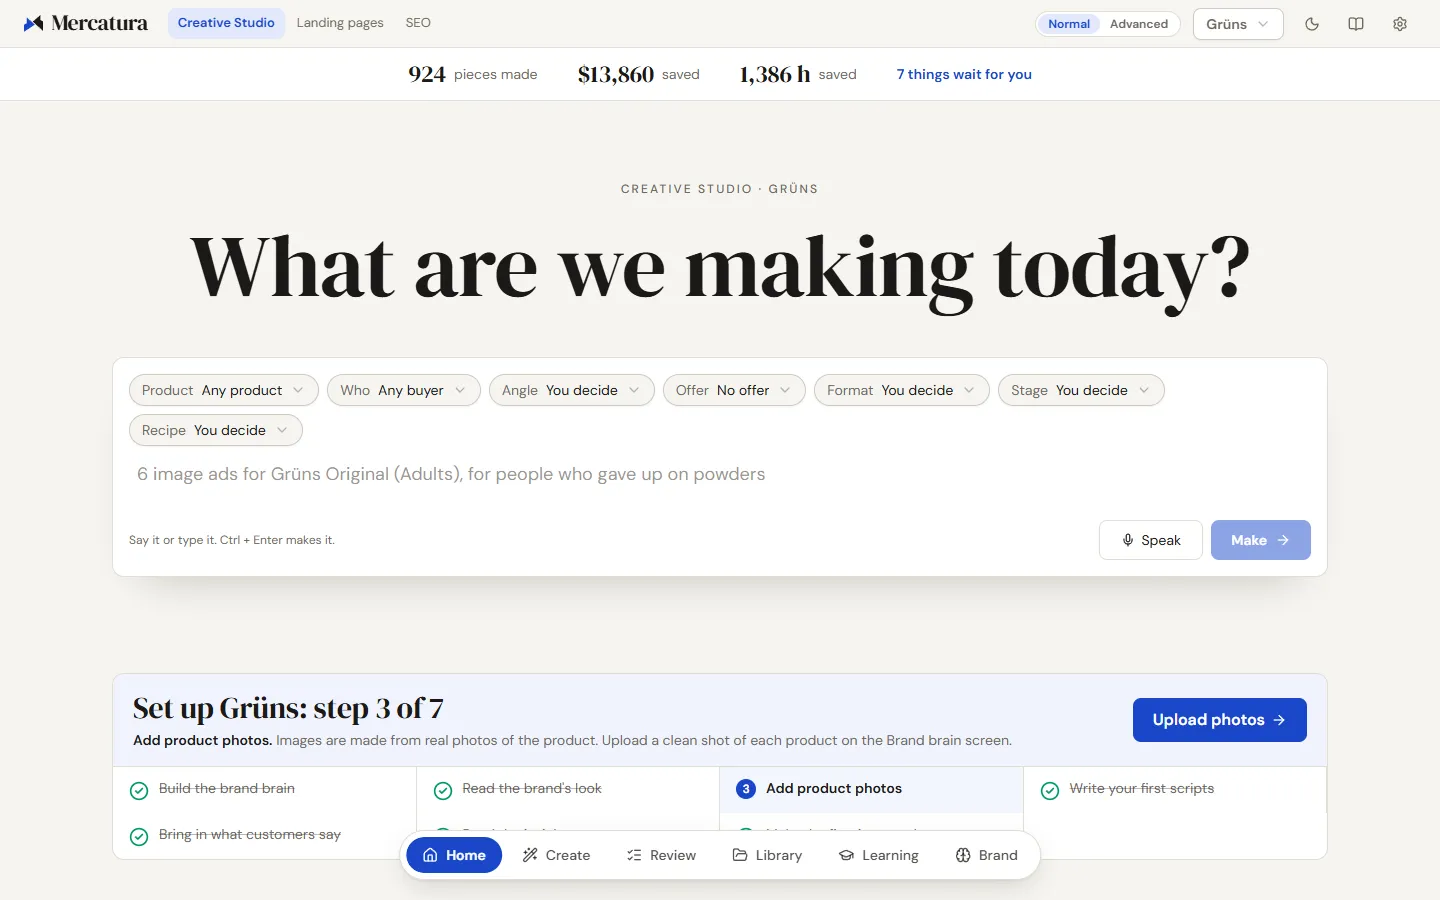 Mercatura
Creative Studio
Landing pages
SEO
Normal
Advanced
Grüns
924 pieces made
$13,860 saved
1,386 h saved
7 things wait for you
CREATIVE STUDIO · GRÜNS
What are we making today?
Product Any product
Who Any buyer
Angle You decide
Offer No offer
Format You decide
Stage You decide
Recipe You decide
6 image ads for Grüns Original (Adults), for people who gave up on powders
Say it or type it. Ctrl + Enter makes it.
Speak
Make
Set up Grüns: step 3 of 7
Add product photos. Images are made from real photos of the product. Upload a clean shot of each product on the Brand brain screen.
Upload photos
Build the brand brain
Read the brand's look
3 Add product photos
Write your first scripts
Bring in what customers say
Home
Create
Review
Library
Learning
Brand